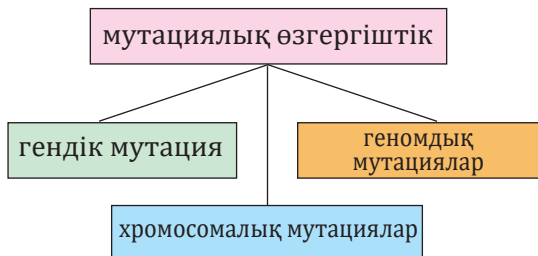 мутациялық өзгергіштік
гендік мутация
геномдық
мутациялар
хромосомалық мутациялар